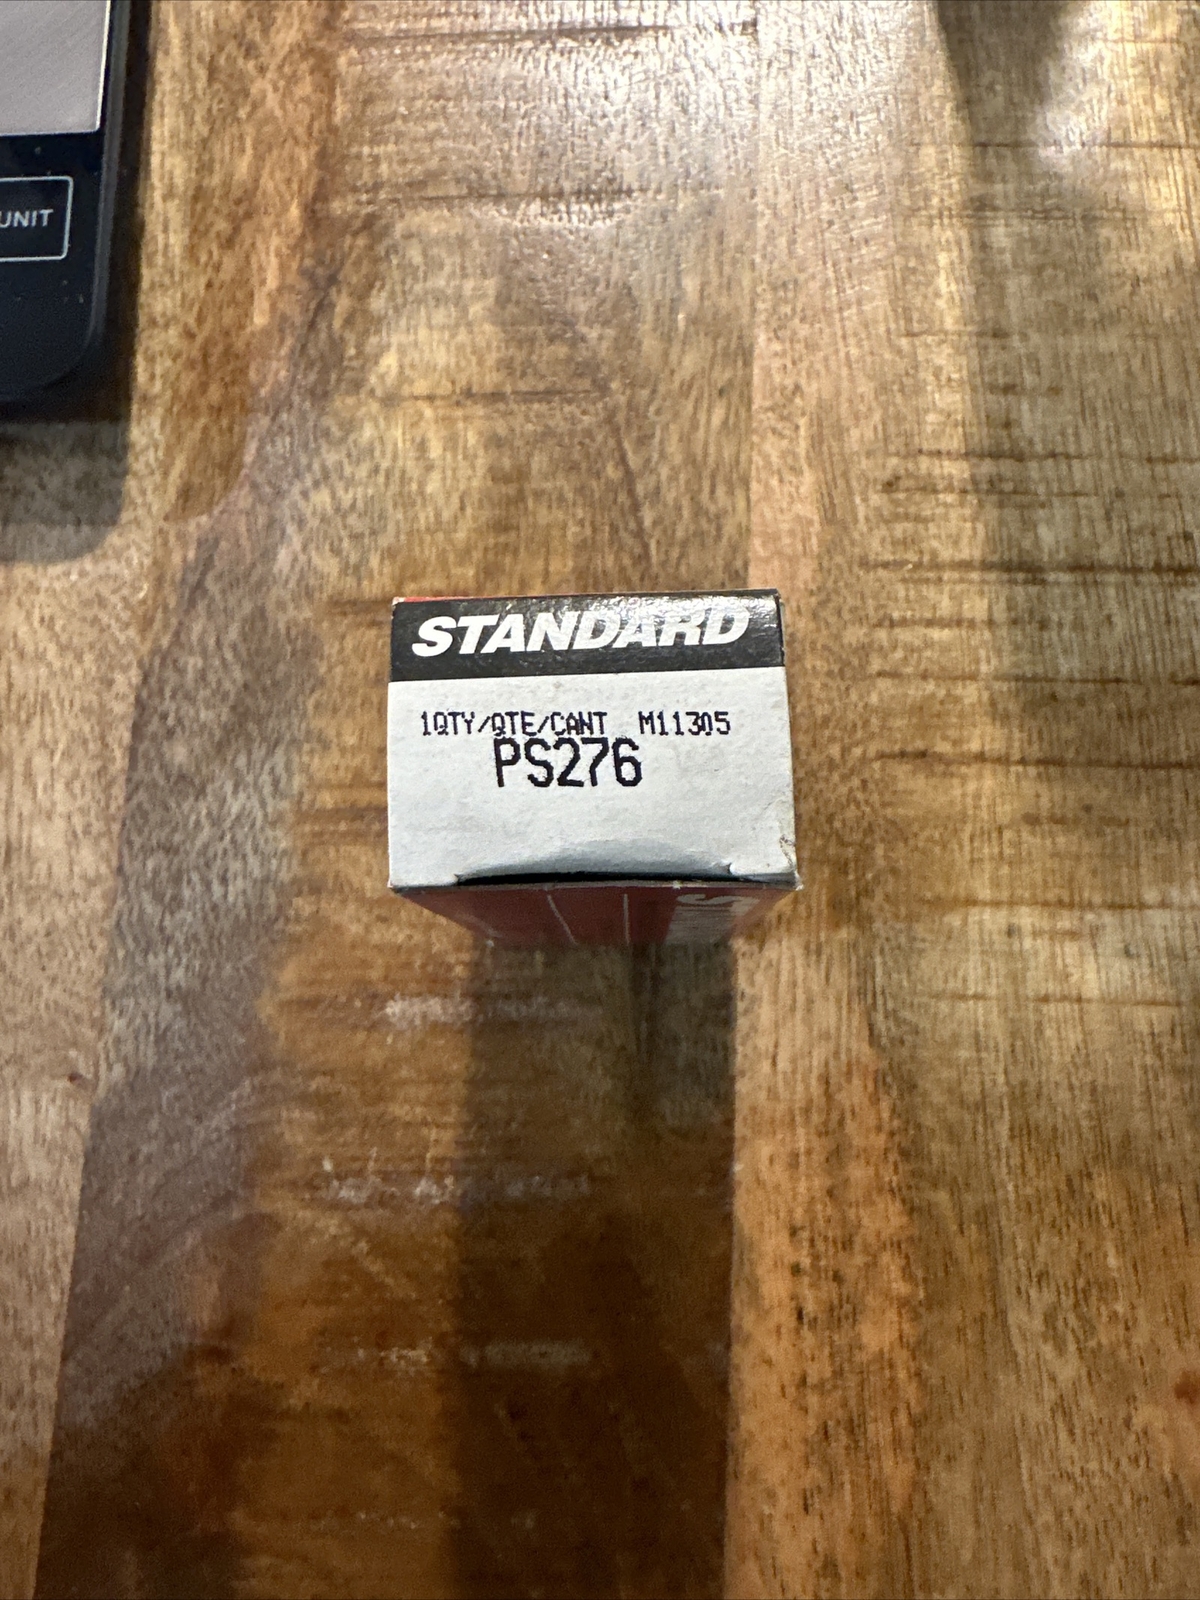 UNIT
STANDARD
1QTY/QTE/CANT M11305
PS276
S